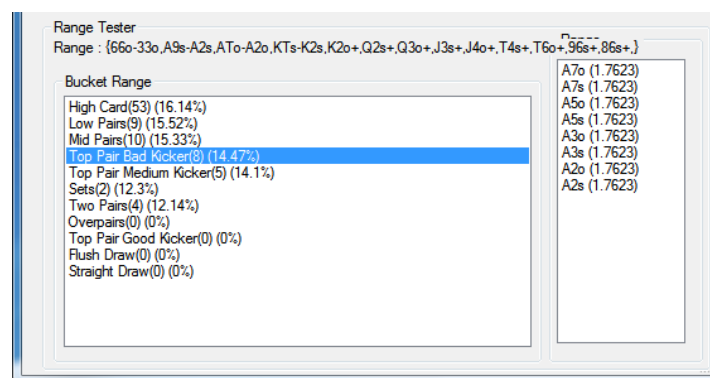 Range Tester
Range : {66o-33o,A9s-A2s,ATo-A2o,KTs-K2s,K2o+,Q2s+,Q3o+,J3s+,J4o+,T4s+,T6o+,96s+,86s+,}
Bucket Range
High Card(53) (16.14%)
Low Pairs(9) (15.52%)
Mid Pairs(10) (15.33%)
Top Pair Bad Kicker(8) (14.47%)
Top Pair Medium Kicker(5) (14.1%)
Sets(2) (12.3%)
Two Pairs(4) (12.14%)
Overpairs(0) (0%)
Top Pair Good Kicker(0) (0%)
Flush Draw(0) (0%)
Straight Draw(0) (0%)
A7o (1.7623)
A7s (1.7623)
A5o (1.7623)
A5s (1.7623)
A3o (1.7623)
A3s (1.7623)
A2o (1.7623)
A2s (1.7623)